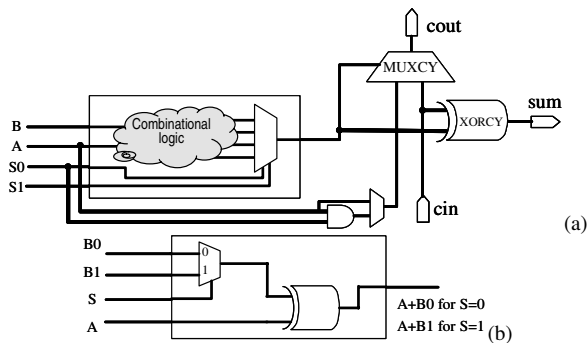 cout
MUXCY
sum
XORCY
B
Combinational
logic
A
S0
S1
cin
(a)
B0
0
B1
1
S
A+B0 for S=0
A
A+B1 for S=1
(b)